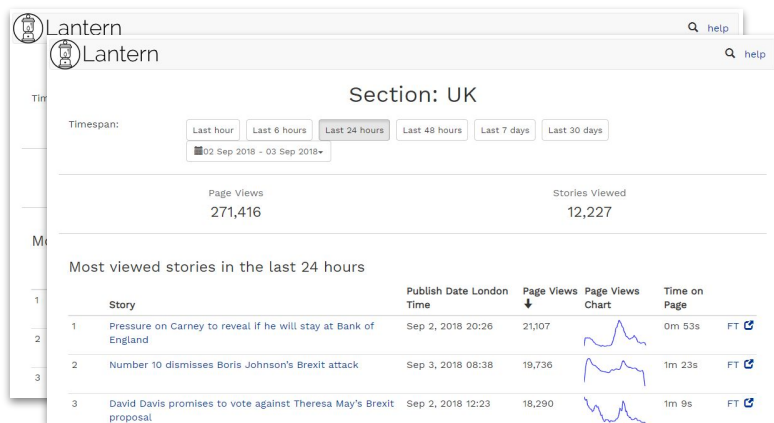 Lantern
help
Lantern
help
Tim
Section: UK
Timespan:
Last hour Last 6 hours Last 24 hours Last 48 hours Last 7 days Last 30 days
02 Sep 2018 - 03 Sep 2018
Page Views Stories Viewed
271,416 12,227
Mo
Most viewed stories in the last 24 hours
Story Publish Date London Time Page Views Page Views Chart Time on Page
1
1 Pressure on Carney to reveal if he will stay at Bank of England Sep 2, 2018 20:26 21,107 0m 53s FT
2
2 Number 10 dismisses Boris Johnson's Brexit attack Sep 3, 2018 08:38 19,736 1m 23s FT
3
3 David Davis promises to vote against Theresa May's Brexit proposal Sep 2, 2018 12:23 18,290 1m 9s FT